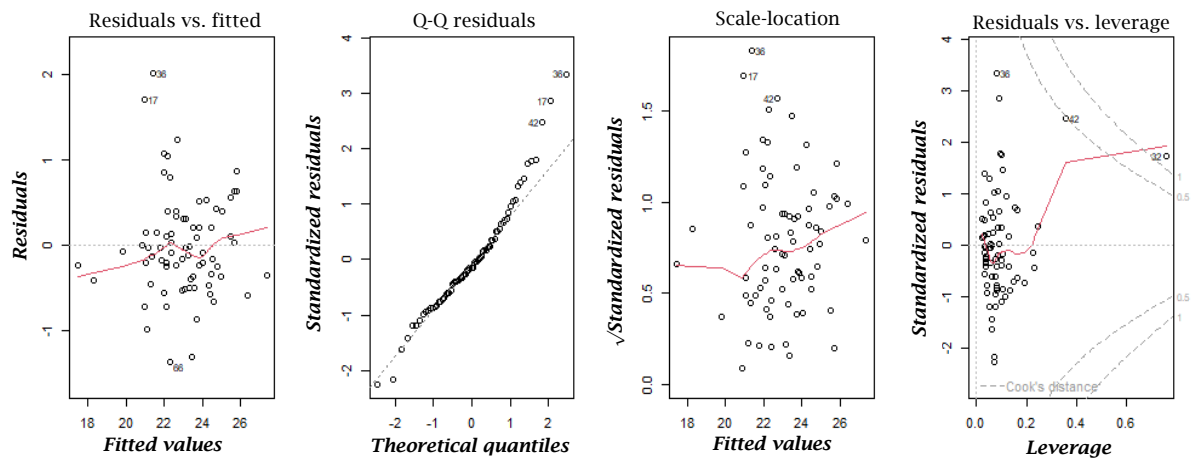 Residuals vs. fitted
Residuals
2
1
0
-1
36
17
66
18 20 22 24 26
Fitted values
Q-Q residuals
Standardized residuals
4
3
2
1
0
-1
-2
36
17
42
-2 -1 0 1 2
Theoretical quantiles
Scale-location
√Standardized residuals
1.5
1.0
0.5
0.0
36
17
42
18 20 22 24 26
Fitted values
Residuals vs. leverage
Standardized residuals
4
3
2
1
0
-1
-2
36
42
32
1
0.5
0.5
1
Cook's distance
0.0 0.2 0.4 0.6
Leverage